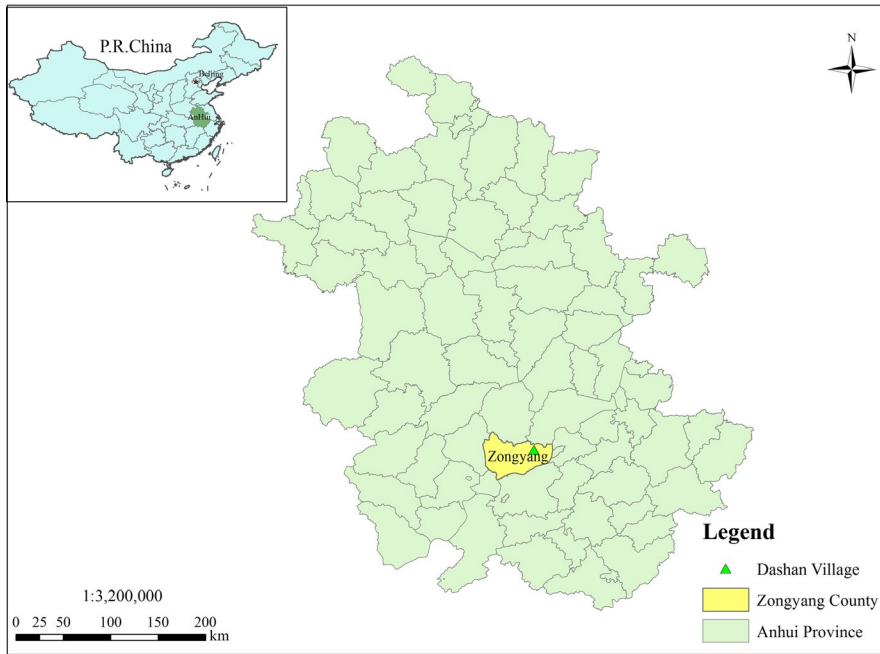 P.R.China
Beijing
AnHui
N
Zongyang
Legend
Dashan Village
Zongyang County
Anhui Province
1:3,200,000
0 25 50 100 150 200
km